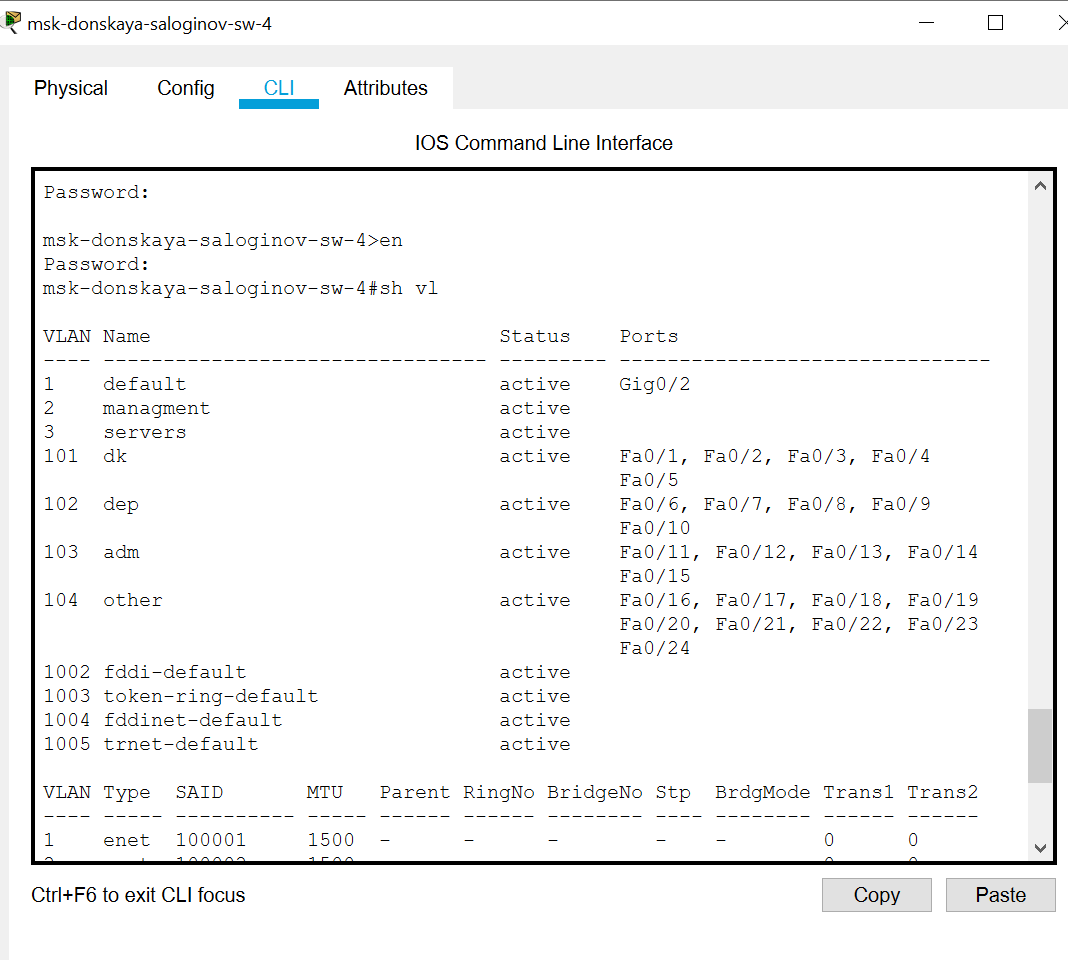 msk-donskaya-saloginov-sw-4
Physical Config CLI Attributes
IOS Command Line Interface
Password:
msk-donskaya-saloginov-sw-4>en
Password:
msk-donskaya-saloginov-sw-4#sh vl
VLAN Name Status Ports
---- -------------------------------- --------- -------------------------------
1 default active Gig0/2
2 managment active
3 servers active
101 dk active Fa0/1, Fa0/2, Fa0/3, Fa0/4
Fa0/5
102 dep active Fa0/6, Fa0/7, Fa0/8, Fa0/9
Fa0/10
103 adm active Fa0/11, Fa0/12, Fa0/13, Fa0/14
Fa0/15
104 other active Fa0/16, Fa0/17, Fa0/18, Fa0/19
Fa0/20, Fa0/21, Fa0/22, Fa0/23
Fa0/24
1002 fddi-default active
1003 token-ring-default active
1004 fddinet-default active
1005 trnet-default active
VLAN Type SAID MTU Parent RingNo BridgeNo Stp BrdgMode Trans1 Trans2
---- ----- ---------- ----- ------ ------ -------- ---- -------- ------ ------
1 enet 100001 1500 - - - - - 0 0
Ctrl+F6 to exit CLI focus
Copy Paste